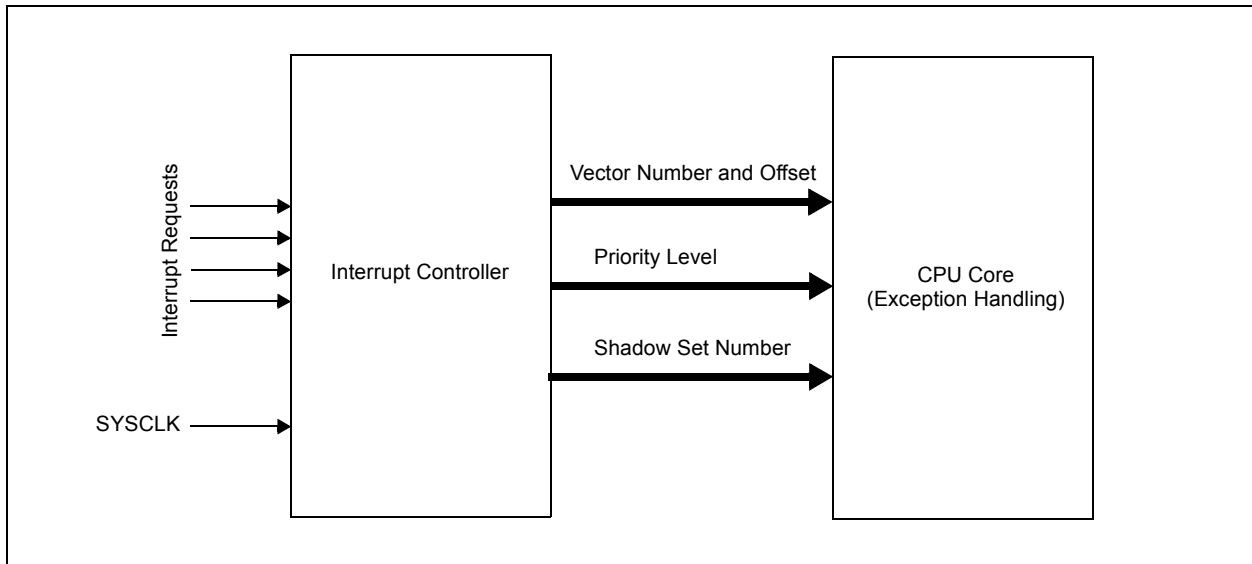 Interrupt Requests
SYSCLK
Interrupt Controller
Vector Number and Offset
Priority Level
Shadow Set Number
CPU Core
(Exception Handling)